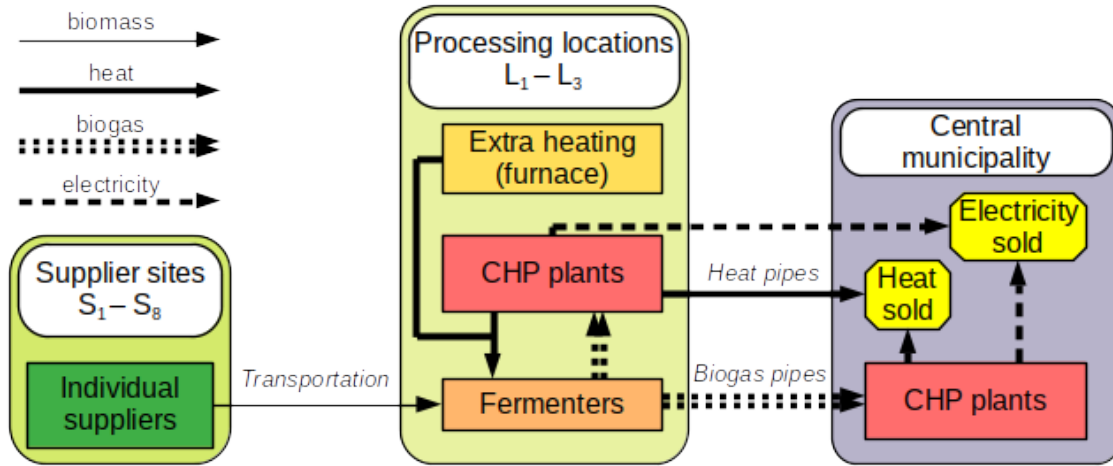 biomass
heat
biogas
electricity
Supplier sites
S₁ – S₈
Individual
suppliers
Transportation
Processing locations
L₁ – L₃
Extra heating
(furnace)
CHP plants
Fermenters
Heat pipes
Biogas pipes
Central
municipality
Electricity
sold
Heat
sold
CHP plants